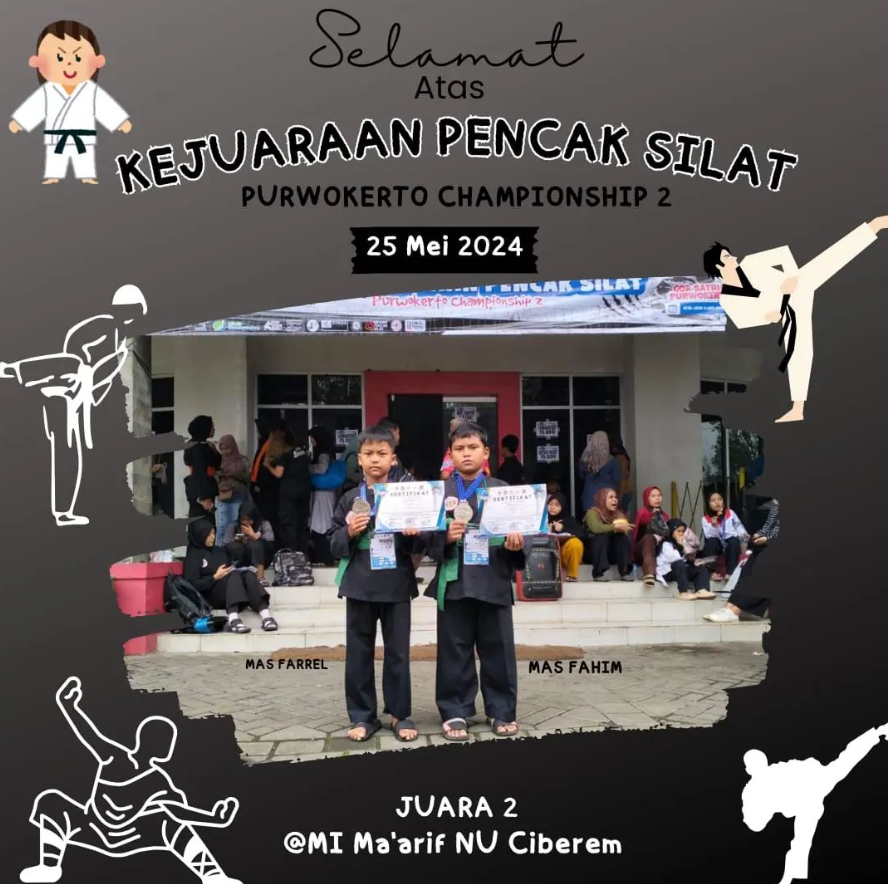 Selamat
Atas
KEJUARAAN PENCAK SILAT
PURWOKERTO CHAMPIONSHIP 2
25 Mei 2024
PENCAK SILAT
Purwokerto Championship 2
SERTIFIKAT
SERTIFIKAT
MAS FARREL
MAS FAHIM
JUARA 2
@MI Ma'arif NU Ciberem